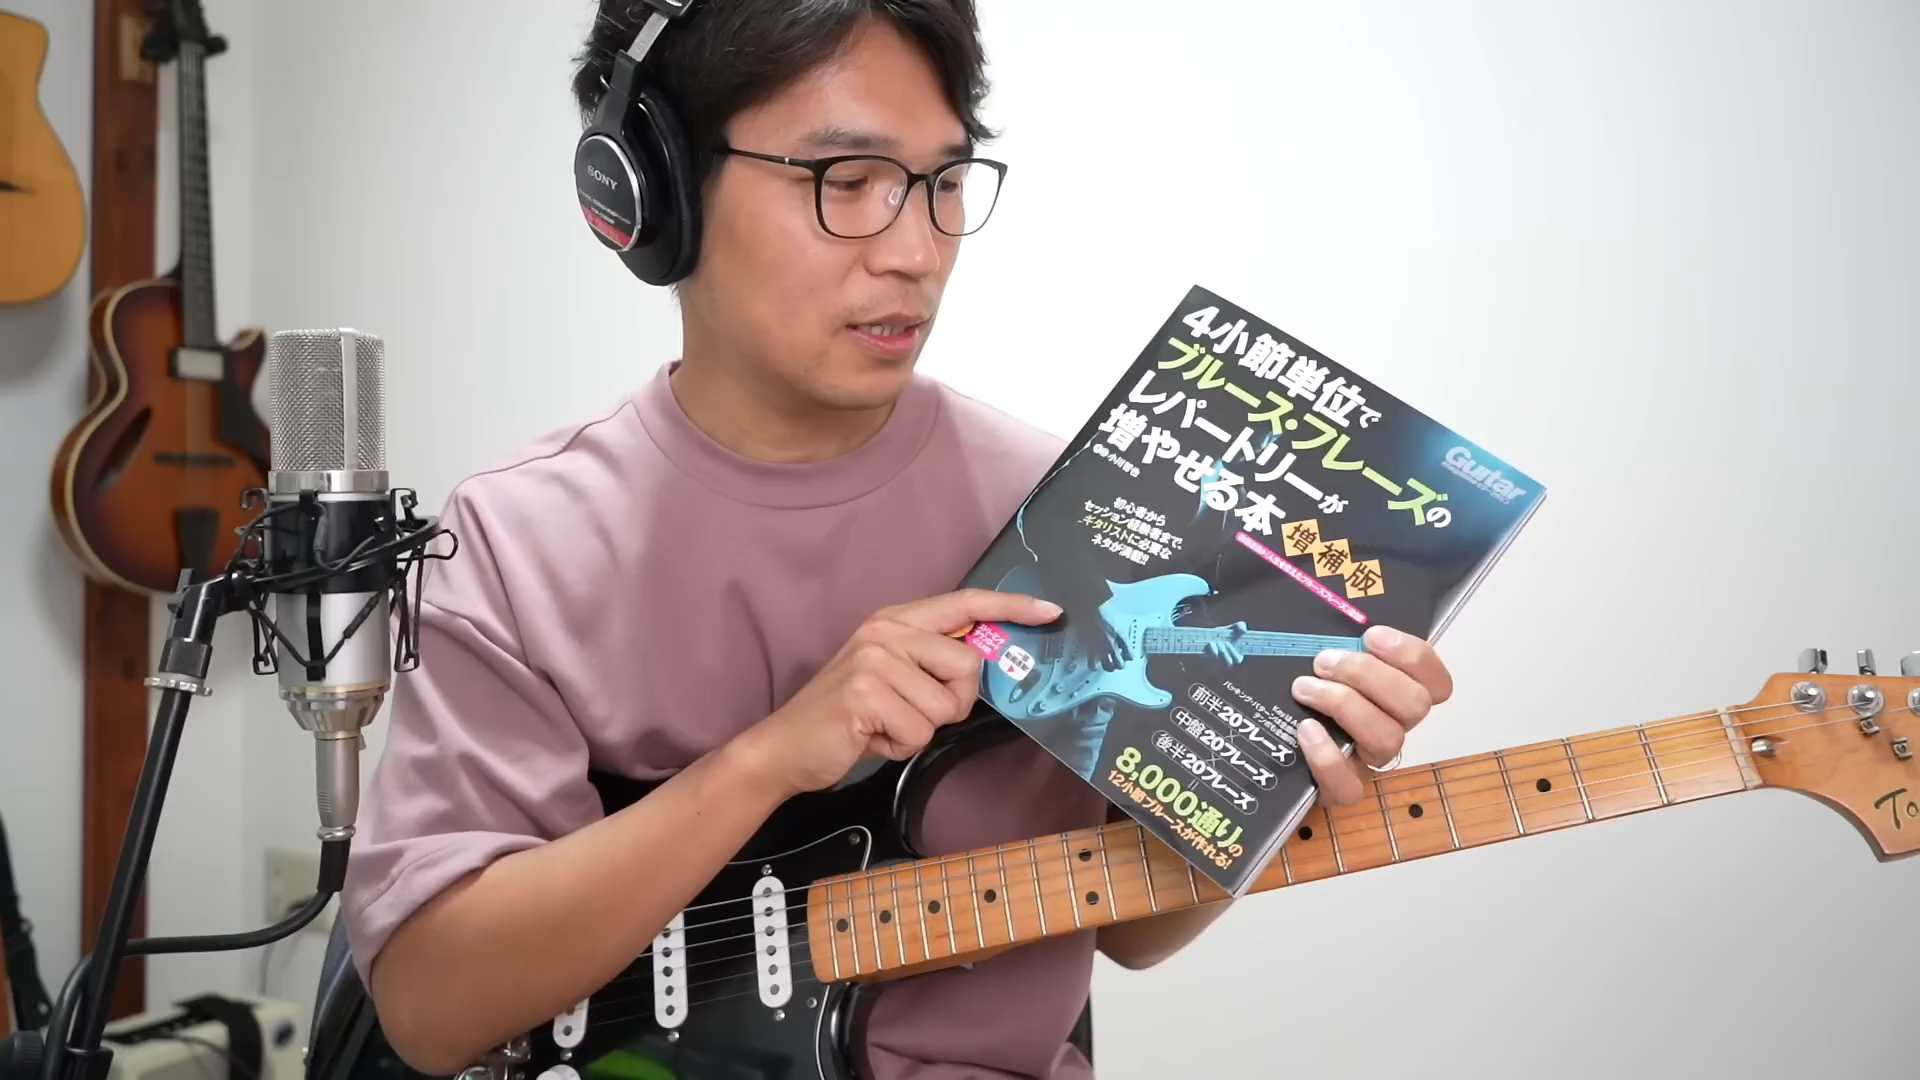 SONY
4小節単位で
ブルース・フレーズの
レパートリーが
増やせる本
増補版
小川智也
Guitar
初心者から
セッション経験者まで、
ギタリストに必要な
ネタが満載!!
前半20フレーズ
×
中盤20フレーズ
×
後半20フレーズ
8,000通りの
12小節ブルースが作れる!
To